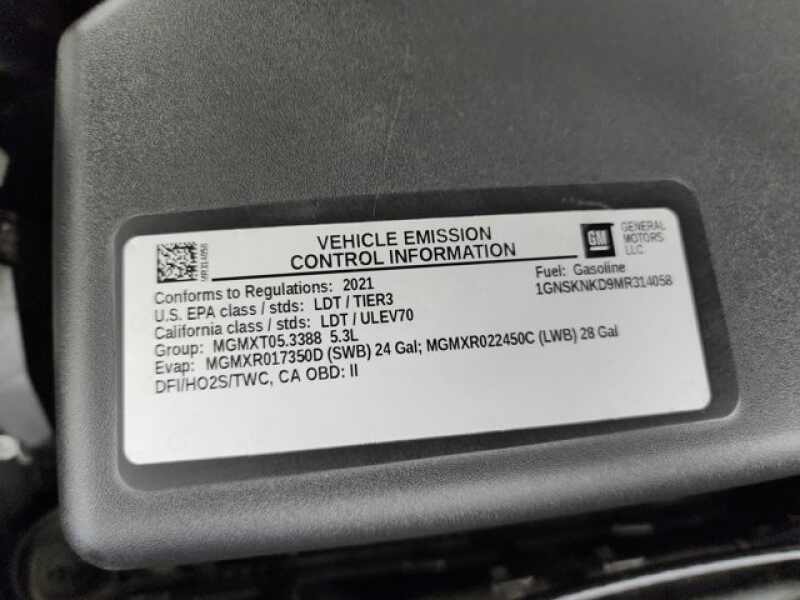 MR314058
VEHICLE EMISSION
CONTROL INFORMATION
GM
GENERAL
MOTORS
LLC
Conforms to Regulations: 2021
U.S. EPA class / stds: LDT / TIER3
California class / stds: LDT / ULEV70
Group: MGMXT05.3388 5.3L
Evap: MGMXR017350D (SWB) 24 Gal; MGMXR022450C (LWB) 28 Gal
DFI/HO2S/TWC, CA OBD: II
Fuel: Gasoline
1GNSKNKD9MR314058